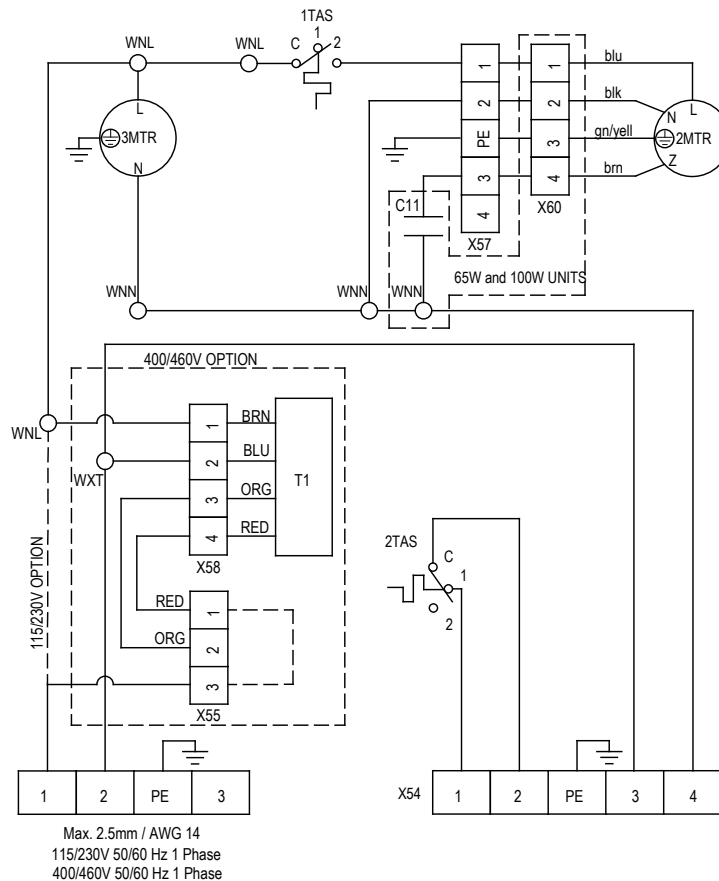 1TAS
WNL
WNL
C
1
2
1
1
blu
L
3MTR
N
2
2
blk
N
L
2MTR
Z
PE
3
gn/yell
3
4
brn
4
C11
X57
X60
65W and 100W UNITS
WNN
WNN
WNN
400/460V OPTION
WNL
WXT
115/230V OPTION
1
BRN
2
BLU
3
ORG
4
RED
T1
X58
RED
1
ORG
2
3
X55
2TAS
C
1
2
1
2
PE
3
X54
1
2
PE
3
4
Max. 2.5mm / AWG 14
115/230V 50/60 Hz 1 Phase
400/460V 50/60 Hz 1 Phase